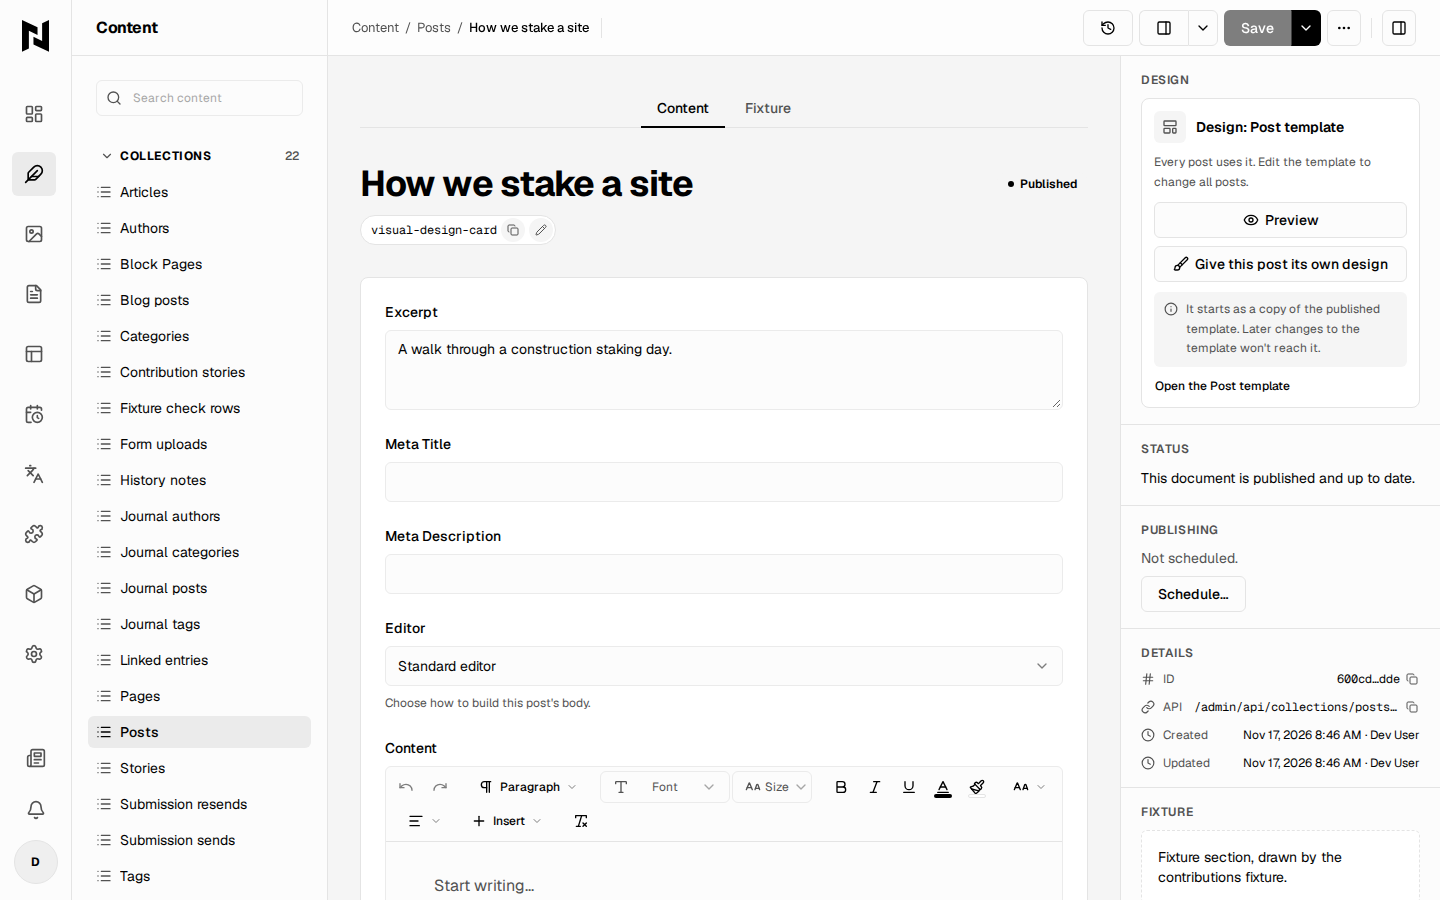 Content
Search content
COLLECTIONS 22
Articles
Authors
Block Pages
Blog posts
Categories
Contribution stories
Fixture check rows
Form uploads
History notes
Journal authors
Journal categories
Journal posts
Journal tags
Linked entries
Pages
Posts
Stories
Submission resends
Submission sends
Tags
D
Content / Posts / How we stake a site
Save
Content Fixture
How we stake a site
Published
visual-design-card
Excerpt
A walk through a construction staking day.
Meta Title
Meta Description
Editor
Standard editor
Choose how to build this post's body.
Content
Paragraph Font AA Size B I U A AA
Insert Tx
Start writing...
DESIGN
Design: Post template
Every post uses it. Edit the template to
change all posts.
Preview
Give this post its own design
It starts as a copy of the published
template. Later changes to the
template won't reach it.
Open the Post template
STATUS
This document is published and up to date.
PUBLISHING
Not scheduled.
Schedule...
DETAILS
ID 600cd…dde
API /admin/api/collections/posts…
Created Nov 17, 2026 8:46 AM · Dev User
Updated Nov 17, 2026 8:46 AM · Dev User
FIXTURE
Fixture section, drawn by the
contributions fixture.